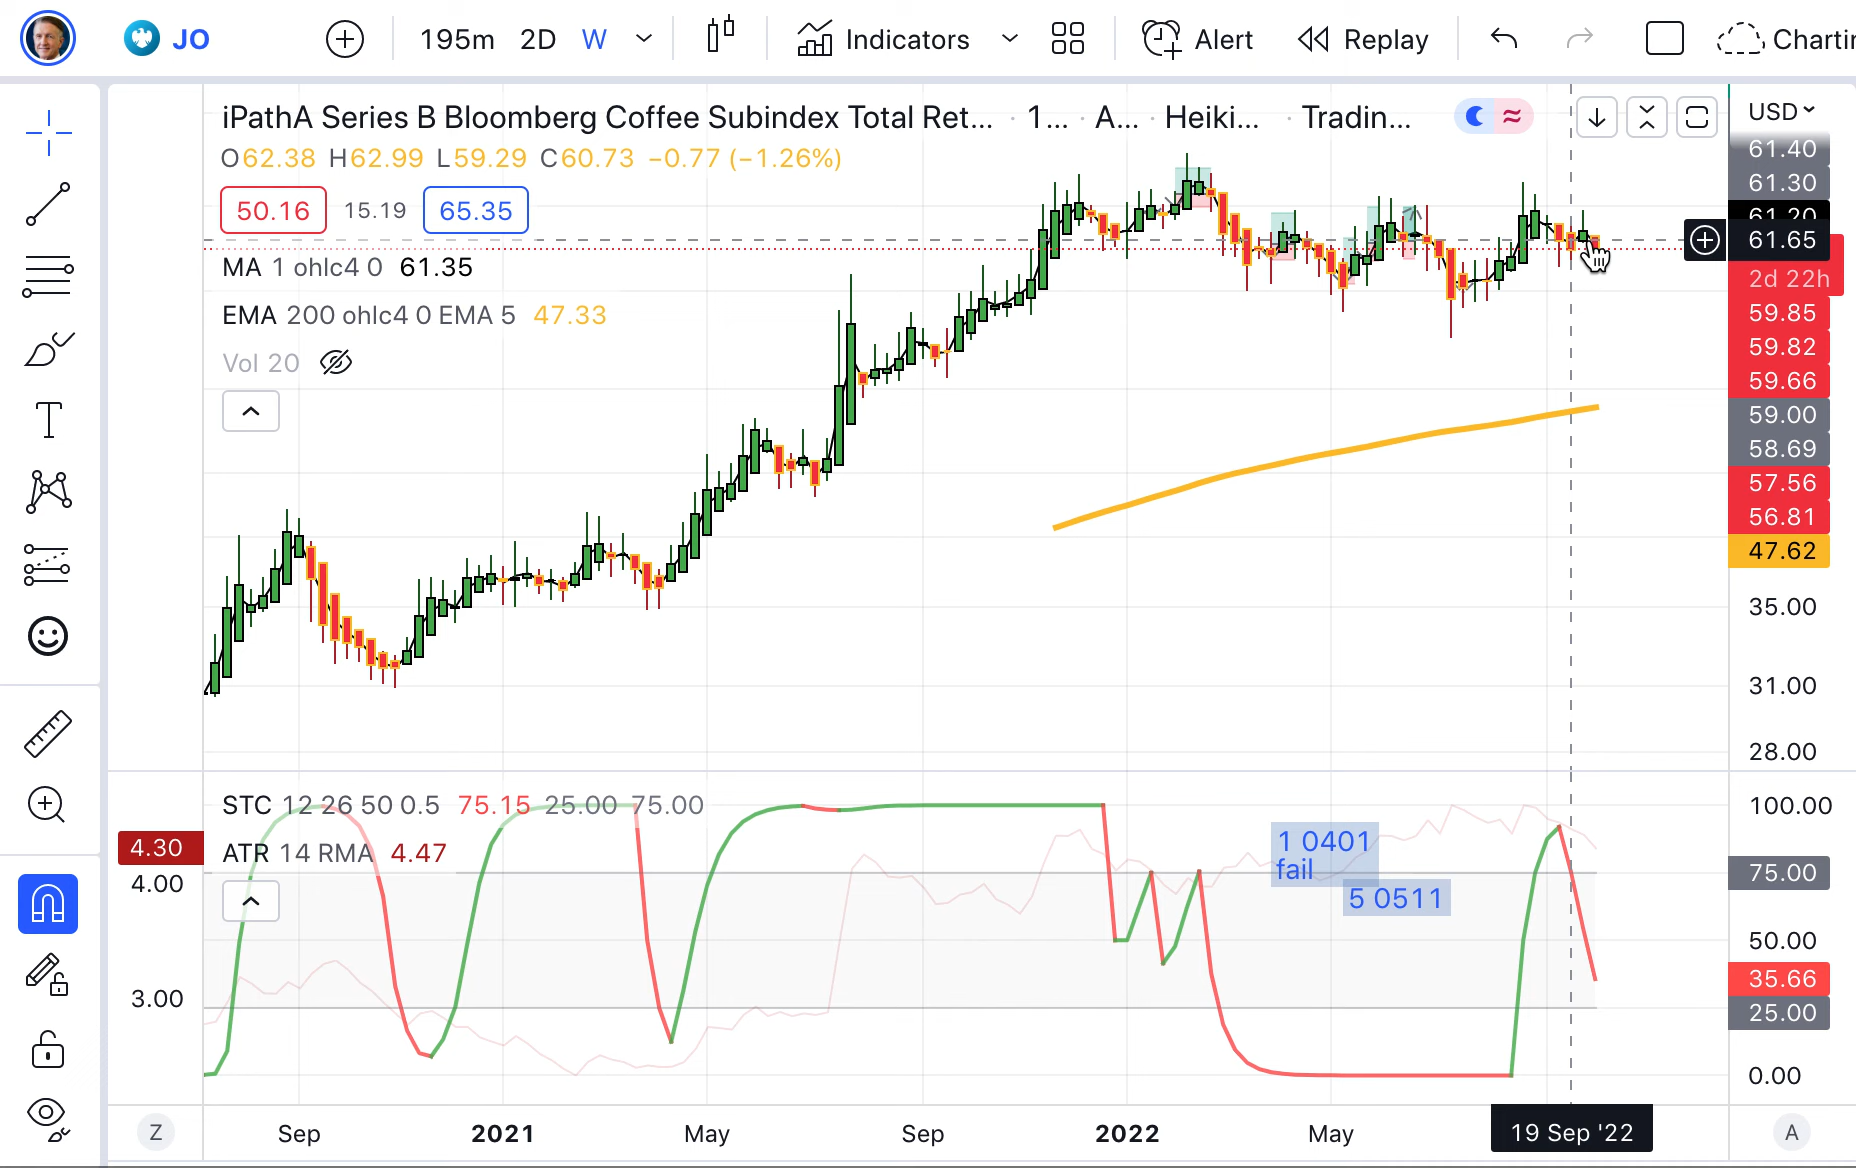 JO 195m 2D W Indicators Alert Replay Chartin
iPathA Series B Bloomberg Coffee Subindex Total Ret... · 1... · A... · Heiki... · Tradin...
USD
O62.38 H62.99 L59.29 C60.73 −0.77 (−1.26%)
50.16 15.19 65.35
MA 1 ohlc4 0 61.35
EMA 200 ohlc4 0 EMA 5 47.33
Vol 20
61.40
61.30
61.20
61.65
2d 22h
59.85
59.82
59.66
59.00
58.69
57.56
56.81
47.62
35.00
31.00
28.00
STC 12 26 50 0.5 75.15 25.00 75.00
ATR 14 RMA 4.47
4.30
4.00
3.00
1 0401
fail
5 0511
100.00
75.00
50.00
35.66
25.00
0.00
Z Sep 2021 May Sep 2022 May 19 Sep '22 A